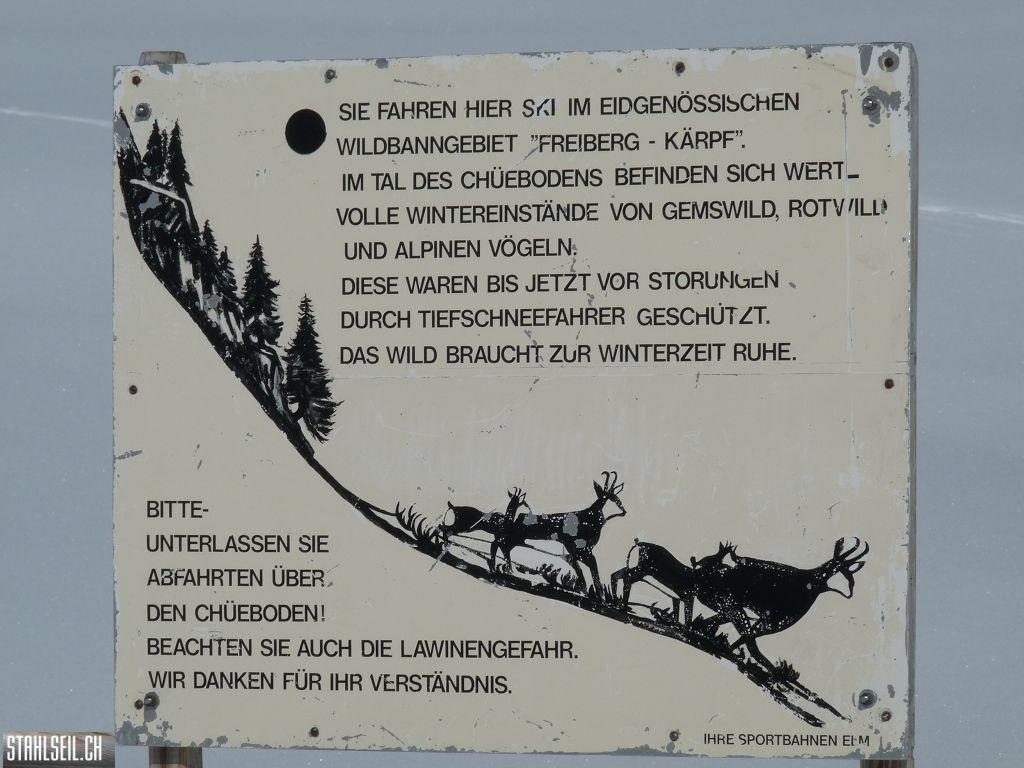 SIE FAHREN HIER SKI IM EIDGENÖSSISCHEN
WILDBANNGEBIET "FREIBERG - KÄRPF".
IM TAL DES CHÜEBODENS BEFINDEN SICH WERT-
VOLLE WINTEREINSTÄNDE VON GEMSWILD, ROTWILD
UND ALPINEN VÖGELN.
DIESE WAREN BIS JETZT VOR STÖRUNGEN
DURCH TIEFSCHNEEFAHRER GESCHÜTZT.
DAS WILD BRAUCHT ZUR WINTERZEIT RUHE.
BITTE-
UNTERLASSEN SIE
ABFAHRTEN ÜBER
DEN CHÜEBODEN!
BEACHTEN SIE AUCH DIE LAWINENGEFAHR.
WIR DANKEN FÜR IHR VERSTÄNDNIS.
IHRE SPORTBAHNEN ELM
STAHLSEIL.CH